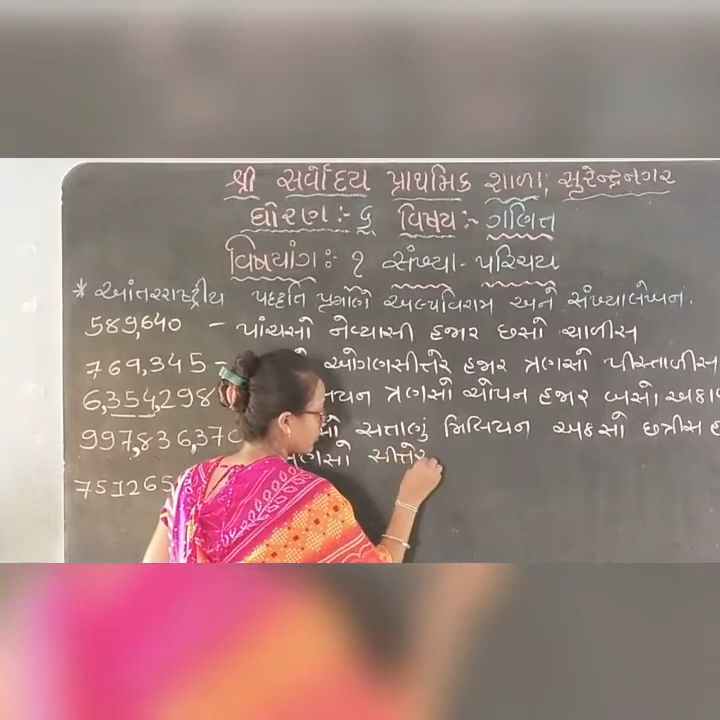 શ્રી સર્વોદય પ્રાથમિક શાળા, સુરેન્દ્રનગર
ધોરણ:- ૬ વિષય:- ગણિત
વિષયાંગ:- ૧ સંખ્યા-પરિચય
* આંતરરાષ્ટ્રીય પદ્ધતિ પ્રમાણે અલ્પવિરામ અને સંખ્યાલેખન.
589,640 - પાંચસો નેવ્યાસી હજાર છસો ચાળીસ
769,345 - ઓગણસીત્તેર હજાર ત્રણસો પીસ્તાળીસ
6,354,298 ત્રણસો ચોપન હજાર બસો
997,836,370 સત્તાણું મિલિયન આઠસો છત્રીસ
ત્રણસો સીત્તેર
751265